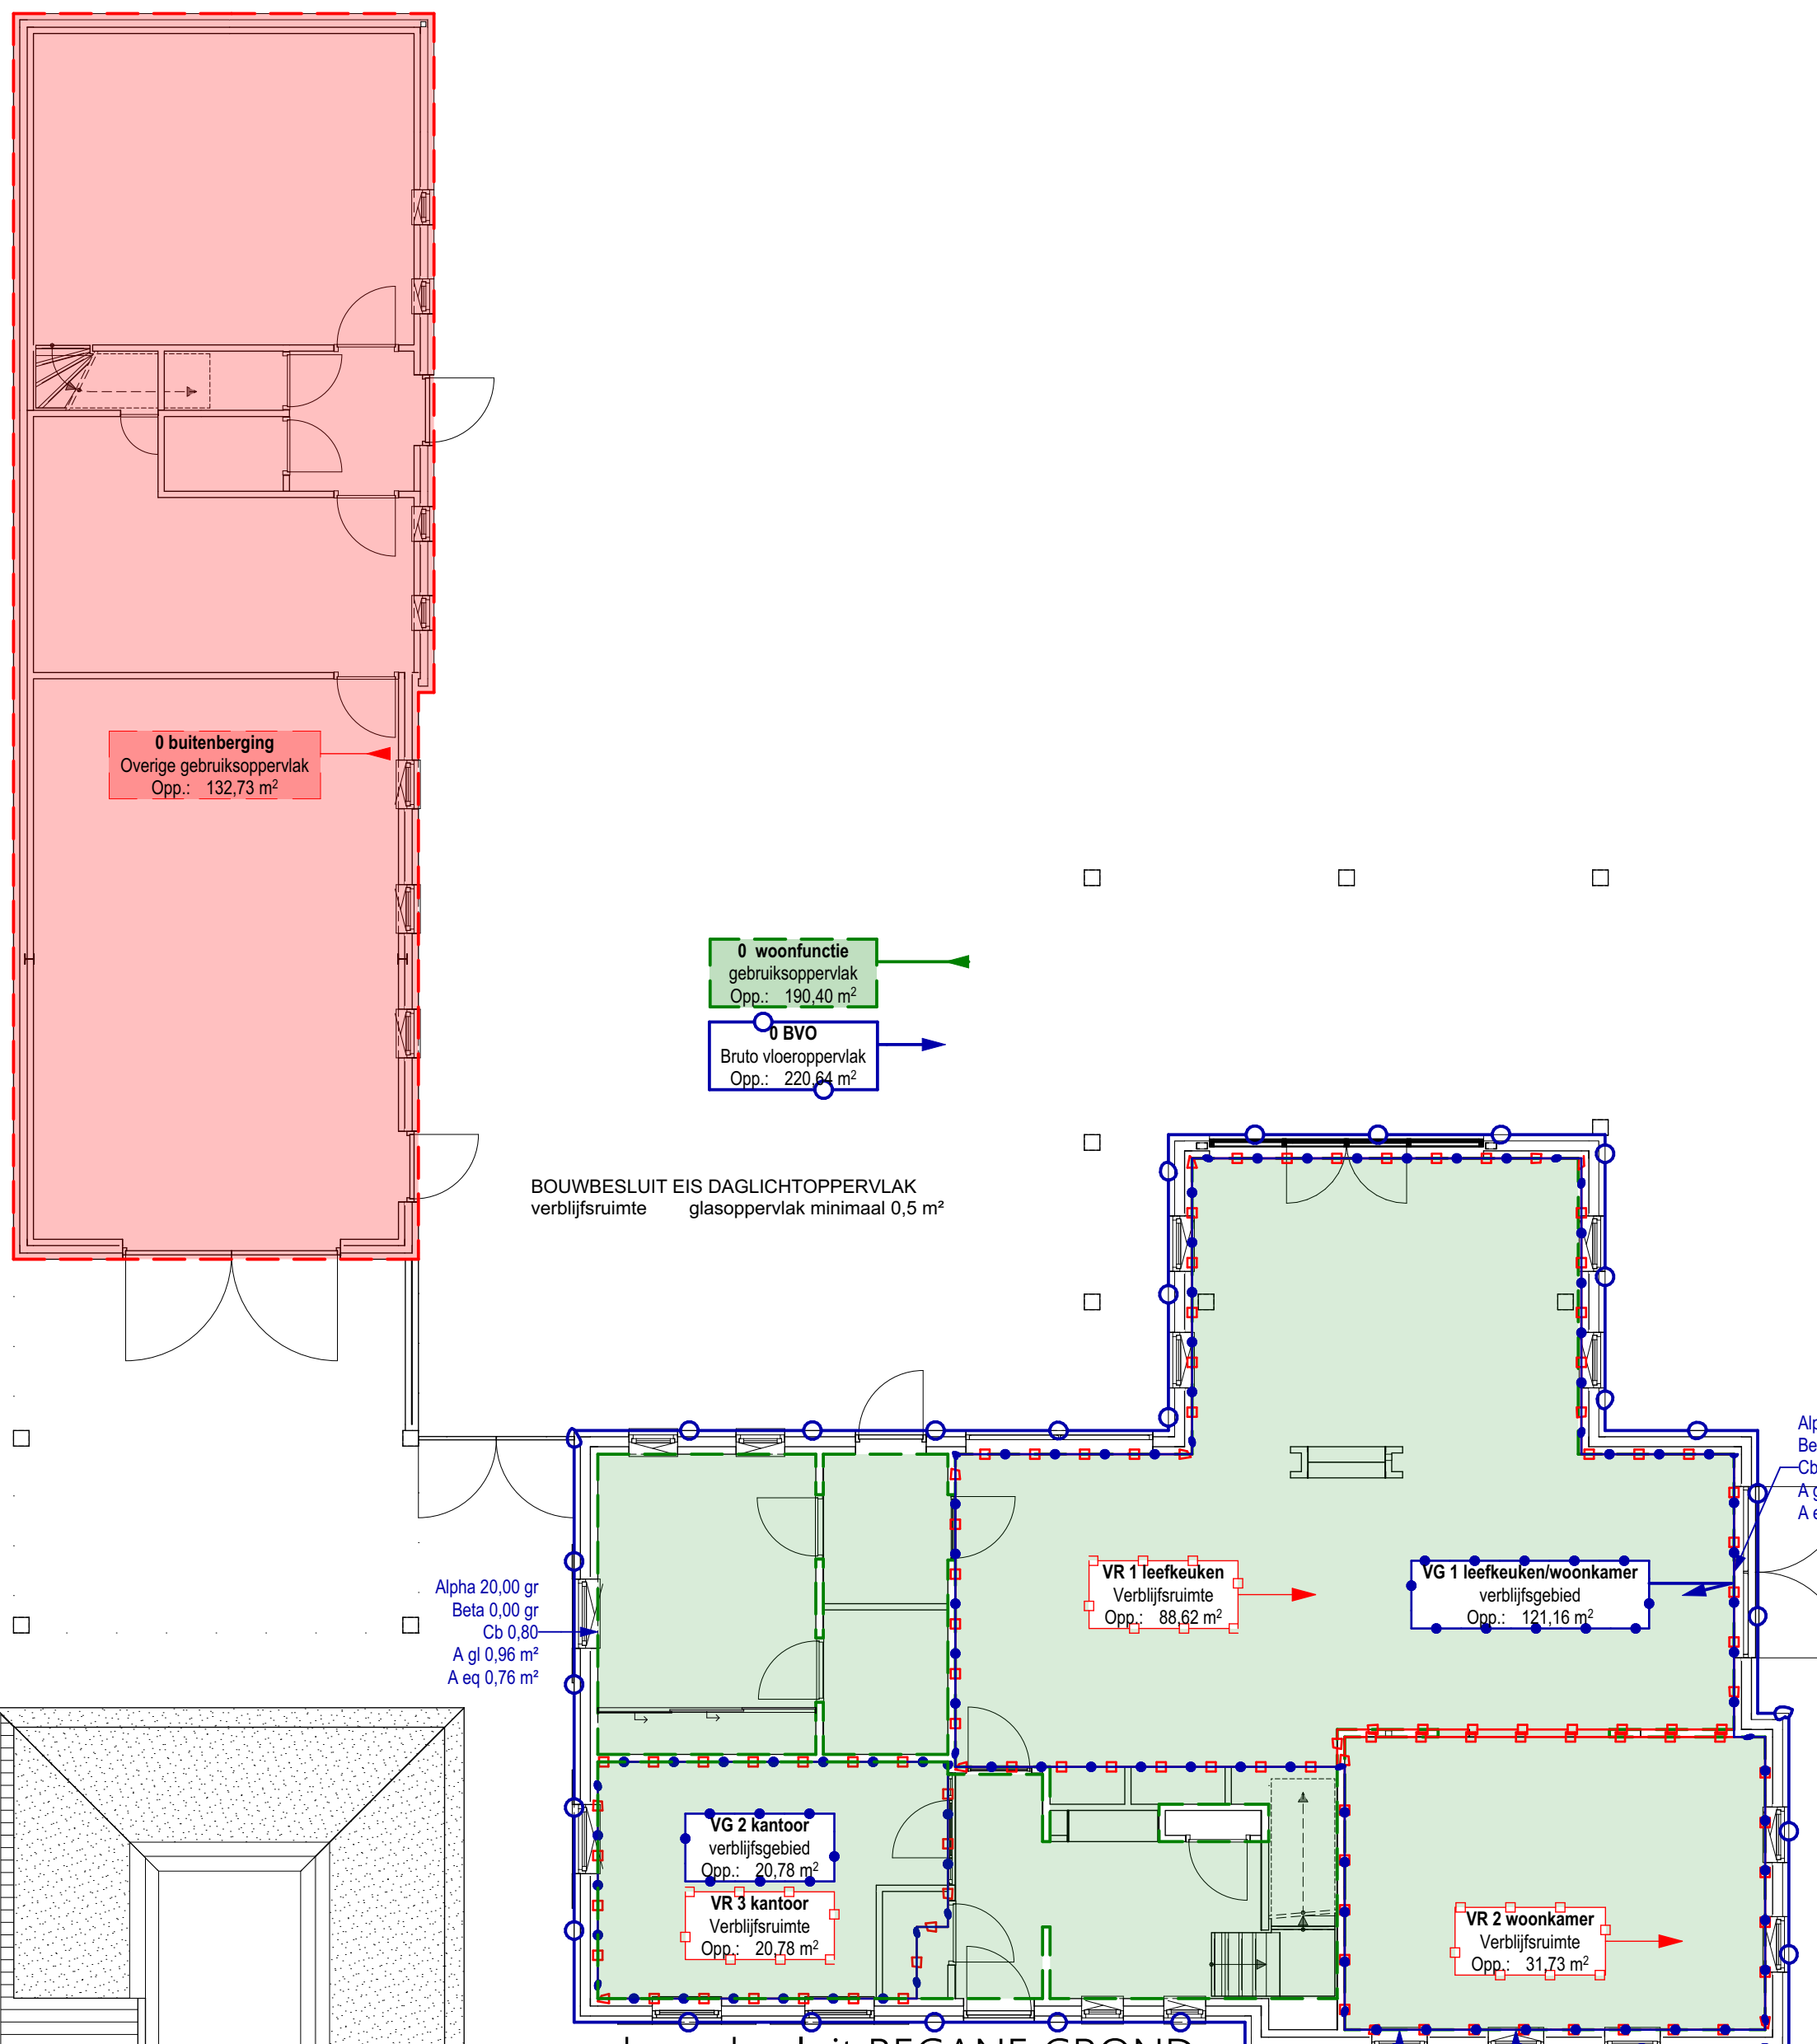 0 buitenberging
Overige gebruiksoppervlak
Opp.: 132,73 m²
0 woonfunctie
gebruiksoppervlak
Opp.: 190,40 m²
0 BVO
Bruto vloeroppervlak
Opp.: 220,64 m²
BOUWBESLUIT EIS DAGLICHTOPPERVLAK
verblijfsruimte glasoppervlak minimaal 0,5 m²
Alpha 20,00 gr
Beta 0,00 gr
Cb 0,80
A gl 0,96 m²
A eq 0,76 m²
VR 1 leefkeuken
Verblijfsruimte
Opp.: 88,62 m²
VG 1 leefkeuken/woonkamer
verblijfsgebied
Opp.: 121,16 m²
Cb
VG 2 kantoor
verblijfsgebied
Opp.: 20,78 m²
VR 3 kantoor
Verblijfsruimte
Opp.: 20,78 m²
VR 2 woonkamer
Verblijfsruimte
Opp.: 31,73 m²
BEGANE GROND